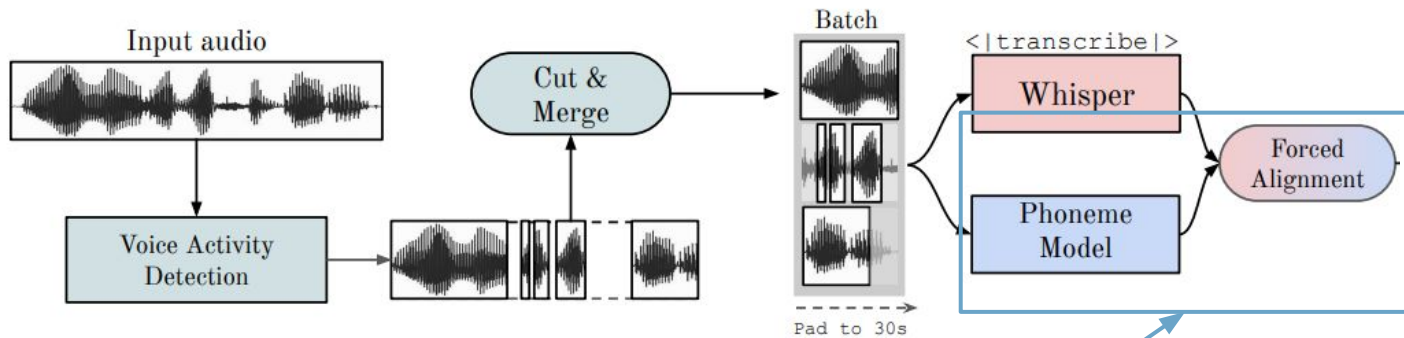 Input audio
Voice Activity
Detection
Cut &
Merge
Batch
Pad to 30s
<|transcribe|>
Whisper
Phoneme
Model
Forced
Alignment